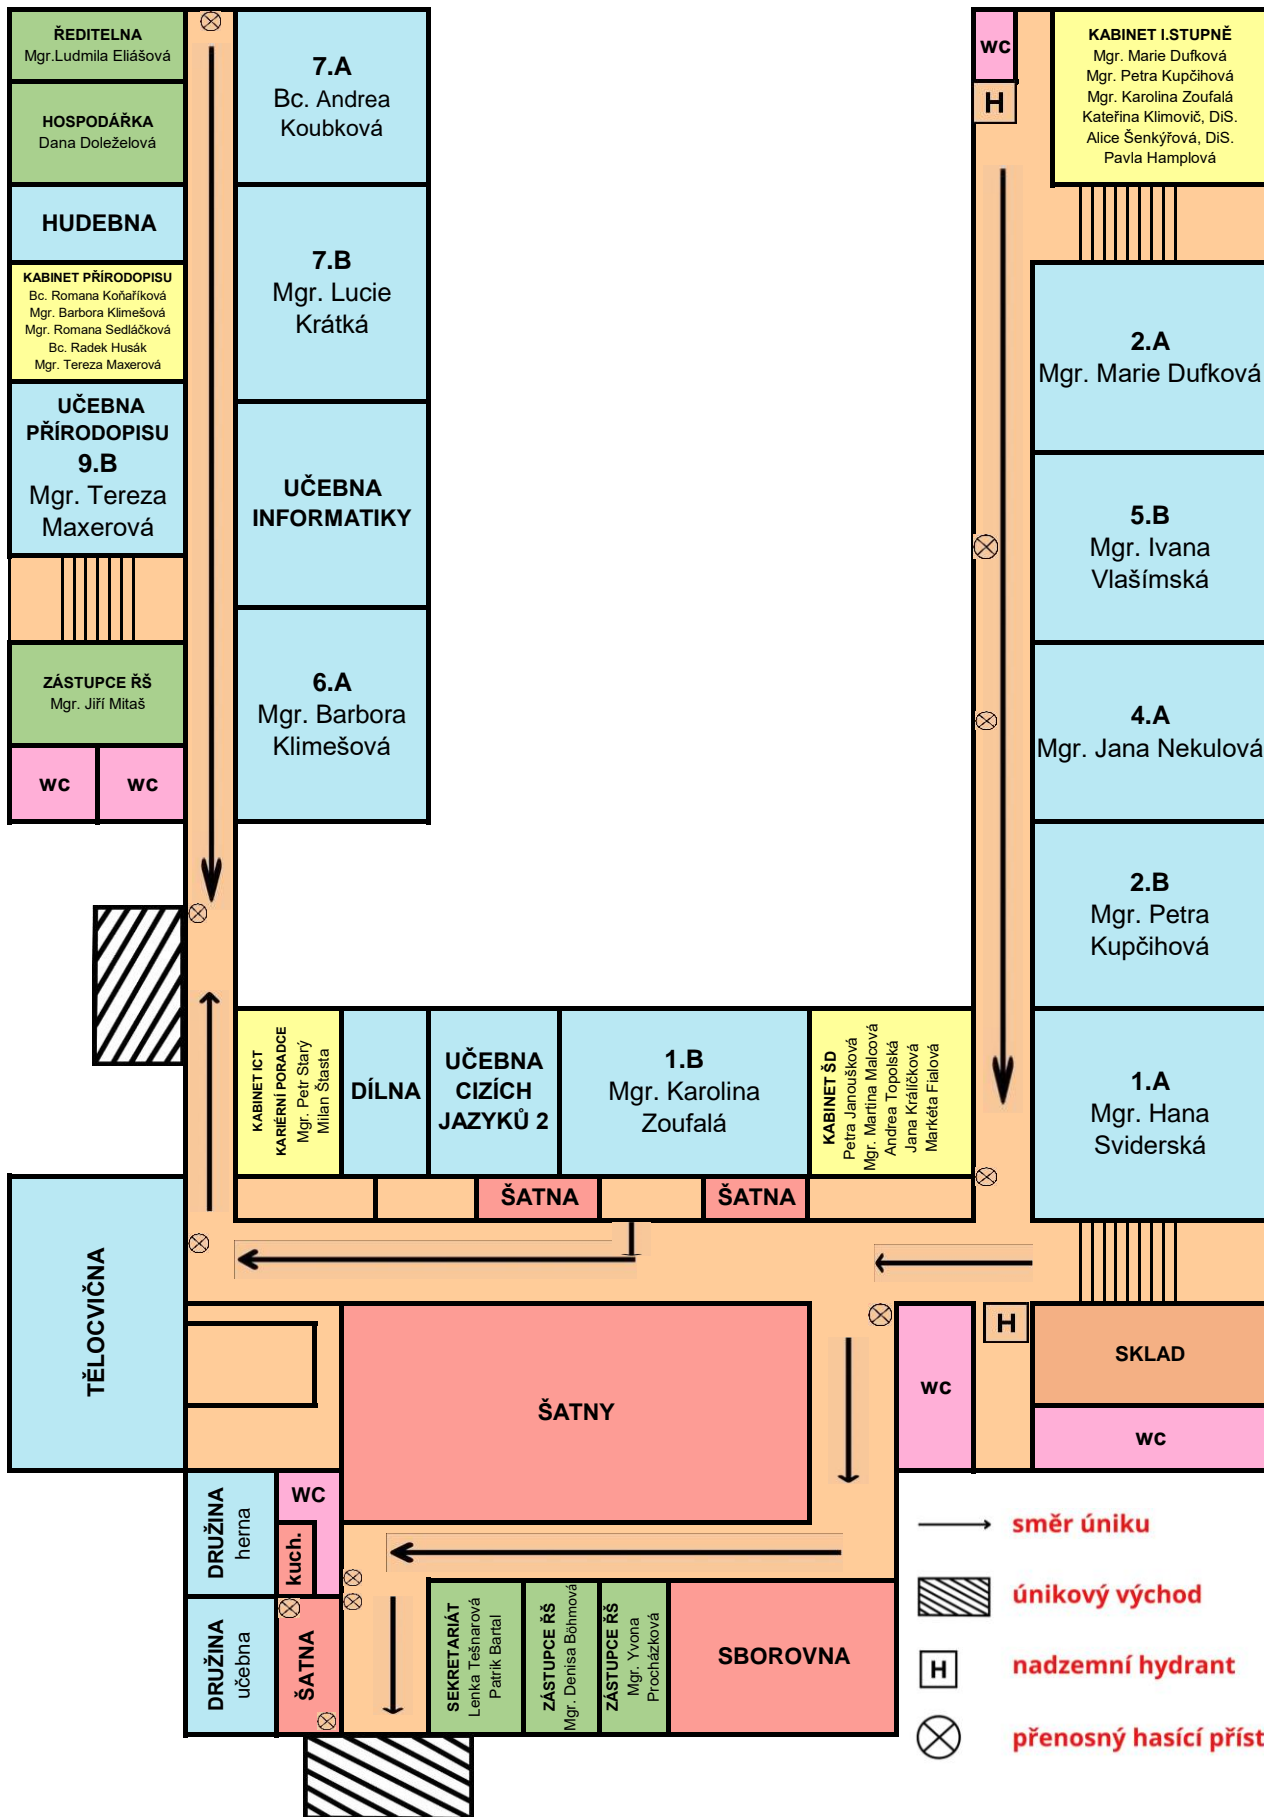 ŘEDITELNA
Mgr.Ludmila Eliášová
HOSPODÁŘKA
Dana Doleželová
HUDEBNA
KABINET PŘÍRODOPISU
Bc. Romana Koňaříková
Mgr. Barbora Klimešová
Mgr. Romana Sedláčková
Bc. Radek Husák
Mgr. Tereza Maxerová
UČEBNA
PŘÍRODOPISU
9.B
Mgr. Tereza
Maxerová
ZÁSTUPCE ŘŠ
Mgr. Jiří Mitaš
WC
WC
7.A
Bc. Andrea
Koubková
7.B
Mgr. Lucie
Krátká
UČEBNA
INFORMATIKY
6.A
Mgr. Barbora
Klimešová
WC
H
KABINET I.STUPNĚ
Mgr. Marie Dufková
Mgr. Petra Kupčihová
Mgr. Karolina Zoufalá
Kateřina Klimovič, DiS.
Alice Šenkýřová, DiS.
Pavla Hamplová
2.A
Mgr. Marie Dufková
5.B
Mgr. Ivana
Vlašímská
4.A
Mgr. Jana Nekulová
2.B
Mgr. Petra
Kupčihová
1.A
Mgr. Hana
Sviderská
KABINET ICT
KARIÉRNÍ PORADCE
Mgr. Petr Starý
Milan Štasta
DÍLNA
UČEBNA
CIZÍCH
JAZYKŮ 2
1.B
Mgr. Karolina
Zoufalá
KABINET ŠD
Petra Janoušková
Mgr. Martina Malcová
Andrea Topolská
Jana Králíčková
Markéta Fialová
ŠATNA
ŠATNA
TĚLOCVIČNA
ŠATNY
WC
H
SKLAD
WC
DRUŽINA
herna
WC
kuch.
DRUŽINA
učebna
ŠATNA
SEKRETARIÁT
Lenka Tešnarová
Patrik Bartal
ZÁSTUPCE ŘŠ
Mgr. Denisa Böhmová
ZÁSTUPCE ŘŠ
Mgr. Yvona
Procházková
SBOROVNA
směr úniku
únikový východ
H
nadzemní hydrant
přenosný hasící příst